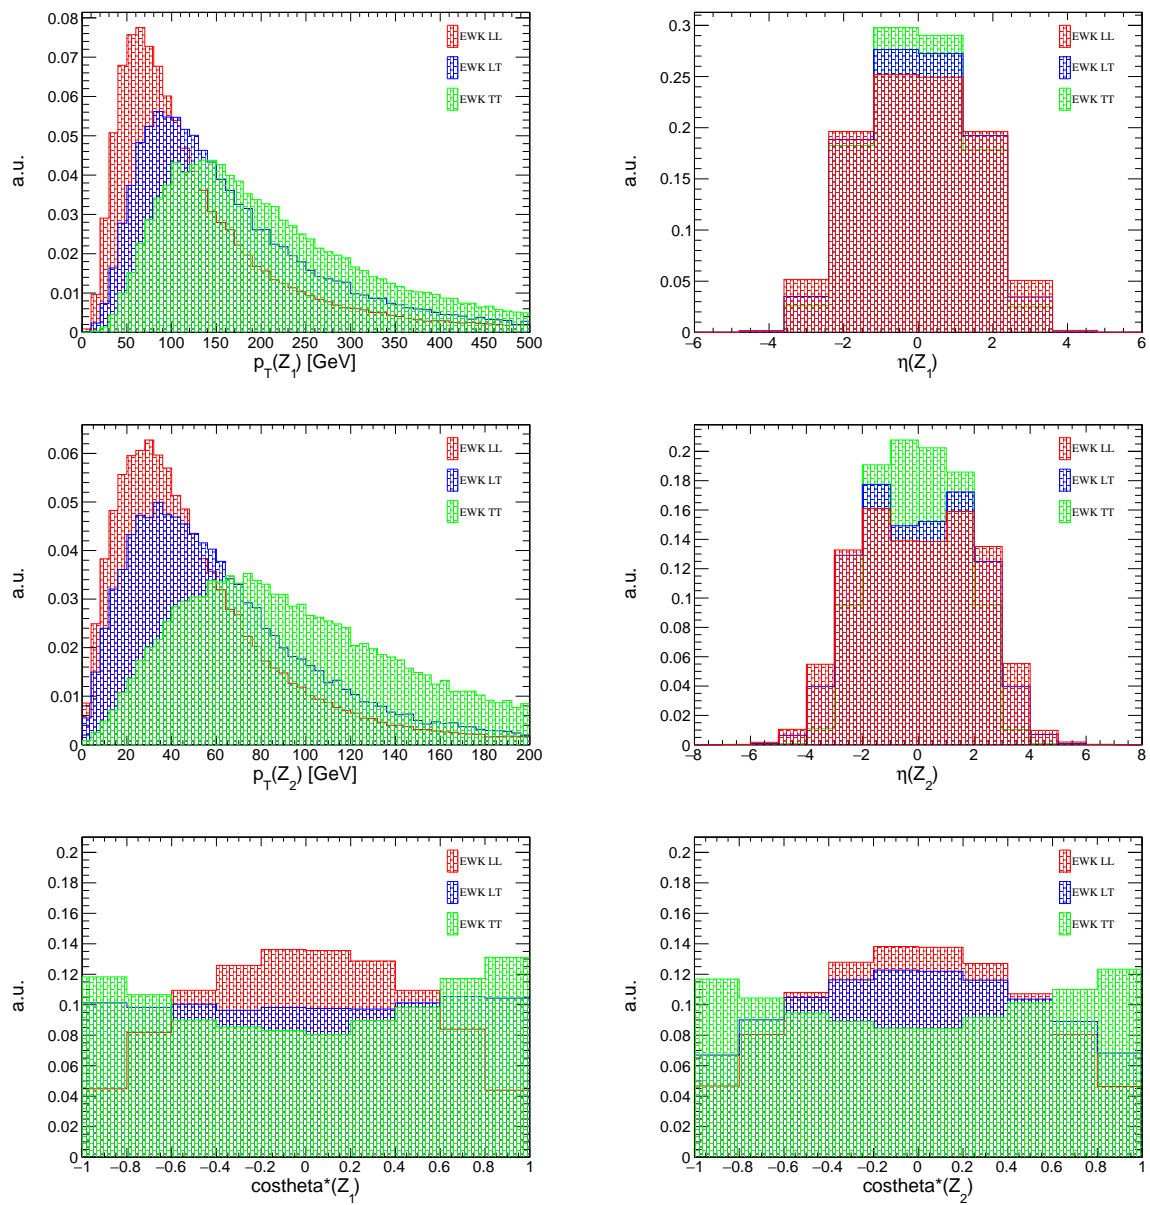 0.08
0.07
0.06
0.05
0.04
0.03
0.02
0.01
0
a.u.
EWK LL
EWK LT
EWK TT
0 50 100 150 200 250 300 350 400 450 500
p_T(Z_1) [GeV]
0.3
0.25
0.2
0.15
0.1
0.05
0
a.u.
EWK LL
EWK LT
EWK TT
−6 −4 −2 0 2 4 6
η(Z_1)
0.06
0.05
0.04
0.03
0.02
0.01
0
a.u.
EWK LL
EWK LT
EWK TT
0 20 40 60 80 100 120 140 160 180 200
p_T(Z_2) [GeV]
0.2
0.18
0.16
0.14
0.12
0.1
0.08
0.06
0.04
0.02
0
a.u.
EWK LL
EWK LT
EWK TT
−8 −6 −4 −2 0 2 4 6 8
η(Z_2)
0.2
0.18
0.16
0.14
0.12
0.1
0.08
0.06
0.04
0.02
0
a.u.
EWK LL
EWK LT
EWK TT
−1 −0.8 −0.6 −0.4 −0.2 0 0.2 0.4 0.6 0.8 1
costheta*(Z_1)
0.2
0.18
0.16
0.14
0.12
0.1
0.08
0.06
0.04
0.02
0
a.u.
EWK LL
EWK LT
EWK TT
−1 −0.8 −0.6 −0.4 −0.2 0 0.2 0.4 0.6 0.8 1
costheta*(Z_2)